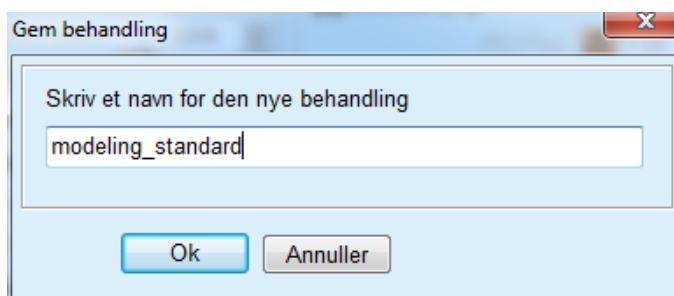 Gem behandling
Skriv et navn for den nye behandling
modeling_standard
Ok Annuller